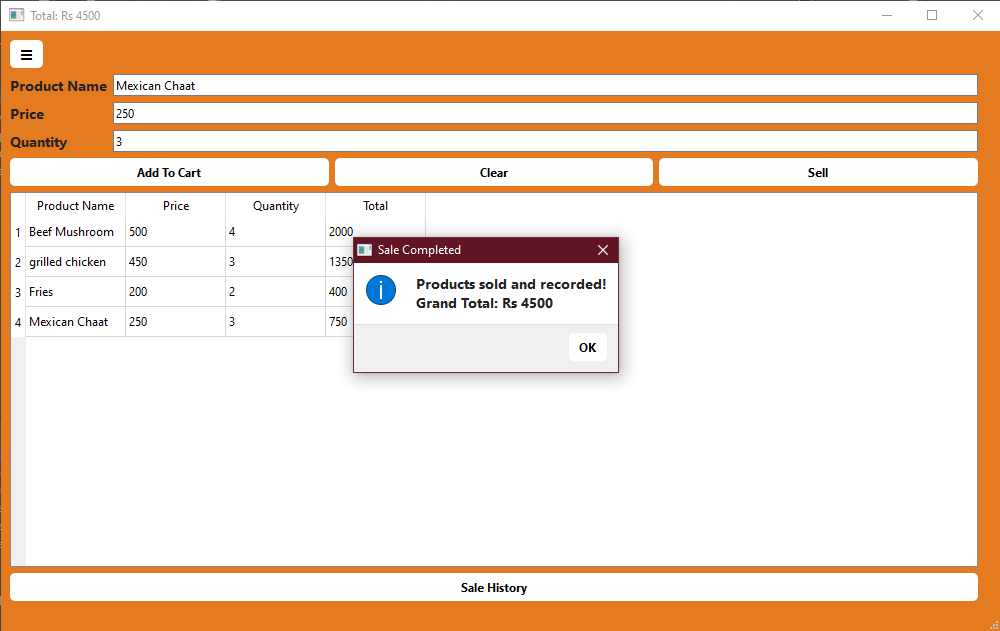 Total: Rs 4500
Product Name Mexican Chaat
Price 250
Quantity 3
Add To Cart Clear Sell
Product Name Price Quantity Total
1 Beef Mushroom 500 4 2000
2 grilled chicken 450 3 1350
3 Fries 200 2 400
4 Mexican Chaat 250 3 750
Sale Completed
Products sold and recorded!
Grand Total: Rs 4500
OK
Sale History